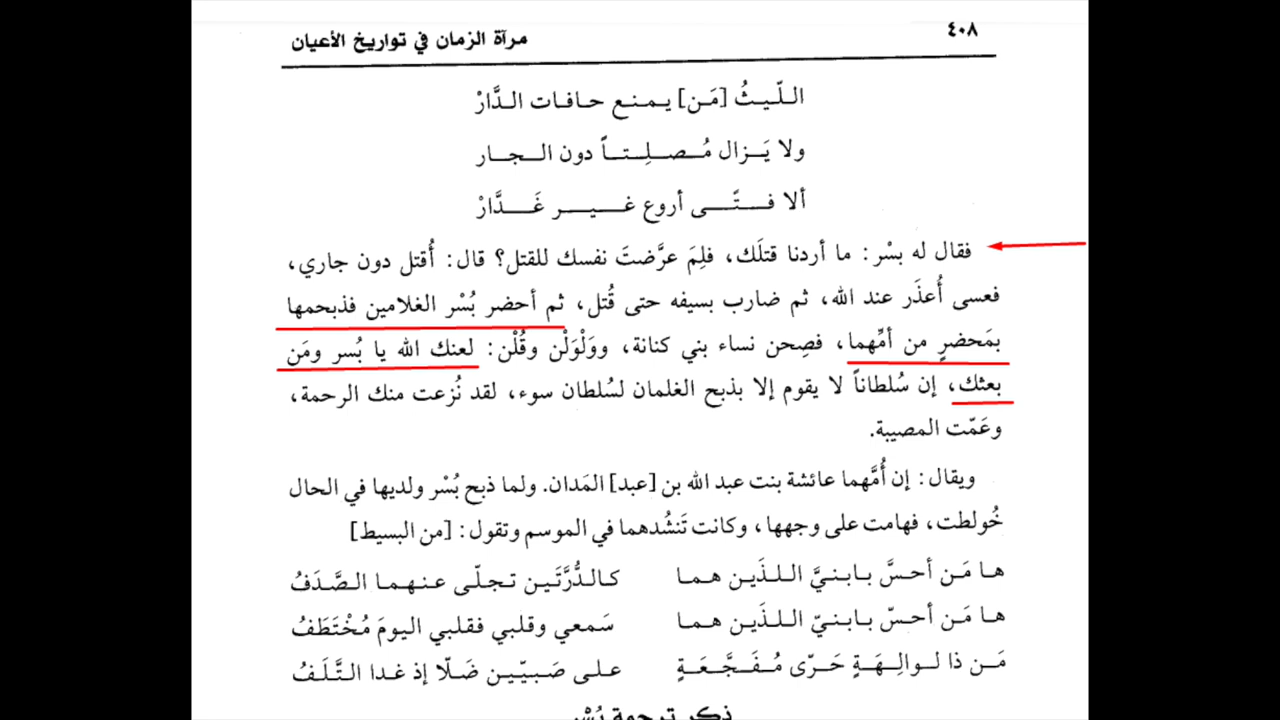 ٤٠٨ مرآة الزمان في تواريخ الأعيان
اللّيثُ [مَن] يمنع حافات الدَّارْ
ولا يَزال مُصلِتاً دون الجار
ألا فتًّى أروع غير غَدَّارْ
فقال له بسْر: ما أردنا قتلَك، فلِمَ عرَّضتَ نفسك للقتل؟ قال: أُقتل دون جاري،
فعسى أُعذَر عند الله، ثم ضارب بسيفه حتى قُتل، ثم أحضر بُسْر الغلامين فذبحمها
بمَحضرٍ من أمِّهما، فصِحن نساء بني كنانة، ووَلْوَلْن وقُلْن: لعنك الله يا بُسر ومَن
بعثك، إن سُلطاناً لا يقوم إلا بذبح الغلمان لسُلطان سوء، لقد نُزعت منك الرحمة،
وعَمّت المصيبة.
ويقال: إن أُمَّهما عائشة بنت عبد الله بن [عبد] المَدان. ولما ذبح بُسْر ولديها في الحال
خُولطت، فهامت على وجهها، وكانت تَنشُدهما في الموسم وتقول: [من البسيط]
ها مَن أحسَّ بابنيَّ اللذَين هما كالدُّرَّتَين تجلّى عنهما الصَّدَفُ
ها مَن أحسّ بابنيّ اللذَين هما سَمعي وقلبي فقلبي اليومَ مُخْتَطَفُ
مَن ذا لوالِهَةٍ حَرّى مُفَجَّعَةٍ على صَبيّين ضَلّا إذ غدا التَّلَفُ
ذكر ترجمة بُسْر